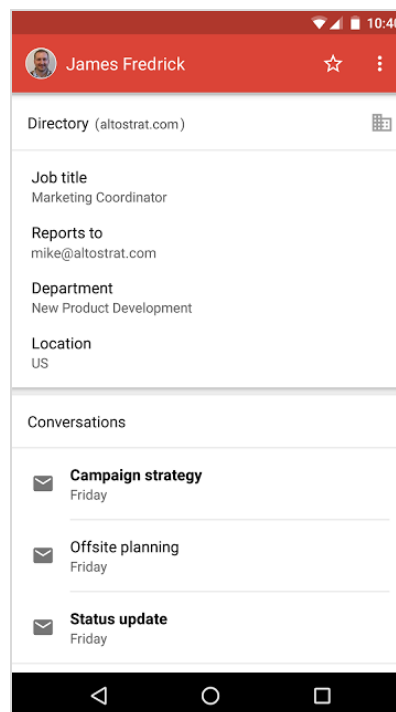 10:40
James Fredrick
Directory (altostrat.com)
Job title
Marketing Coordinator
Reports to
mike@altostrat.com
Department
New Product Development
Location
US
Conversations
Campaign strategy
Friday
Offsite planning
Friday
Status update
Friday